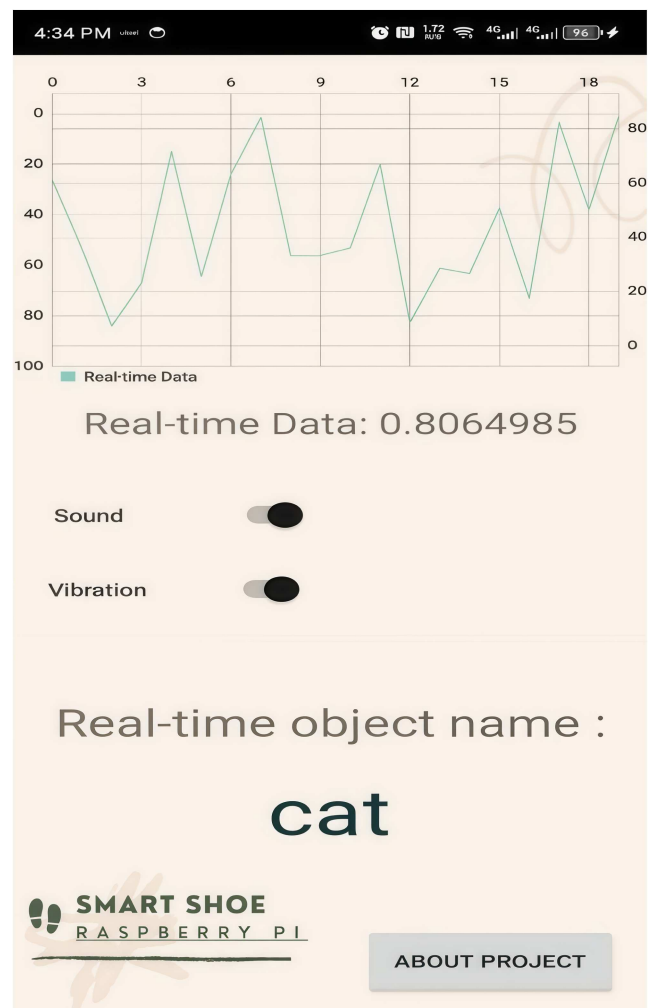 4:34 PM
1.72
4G
4G
96
0 3 6 9 12 15 18
0
80
20
60
40
40
60
20
80
0
100
Real-time Data
Real-time Data: 0.8064985
Sound
Vibration
Real-time object name :
cat
SMART SHOE
RASPBERRY PI
ABOUT PROJECT